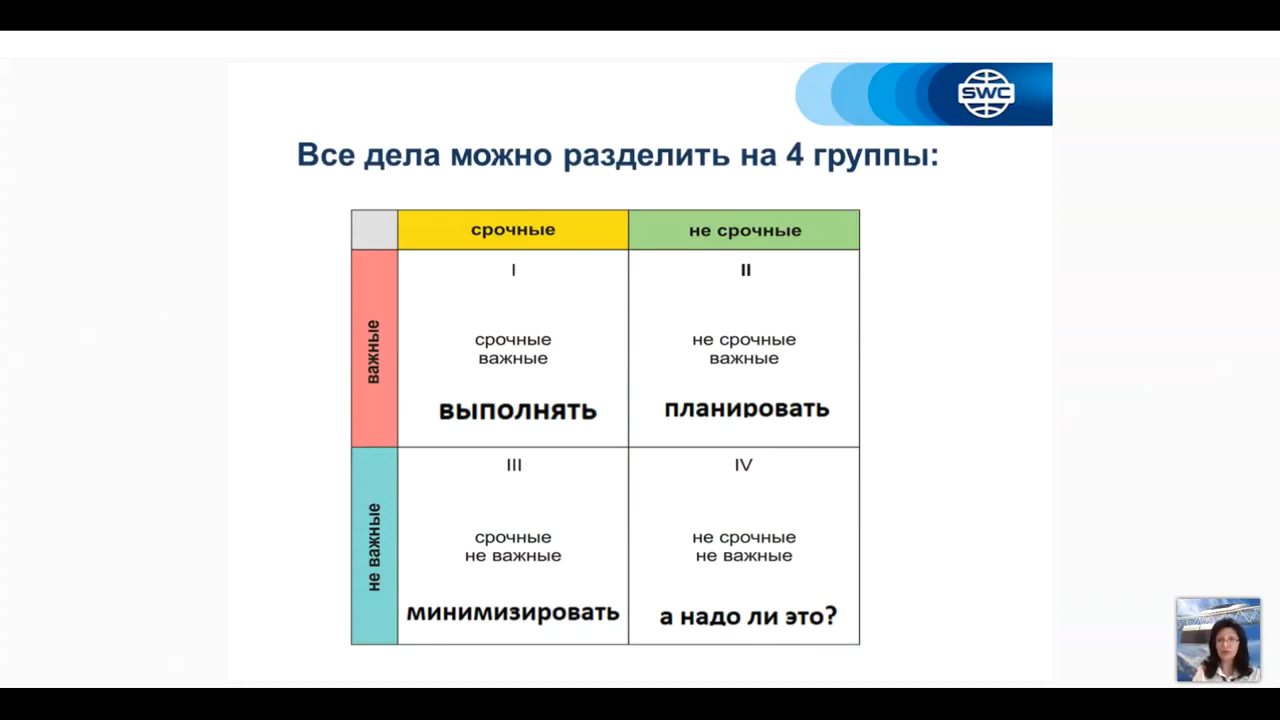 SWC
Все дела можно разделить на 4 группы:
срочные
не срочные
важные
I
срочные
важные
выполнять
II
не срочные
важные
планировать
не важные
III
срочные
не важные
минимизировать
IV
не срочные
не важные
а надо ли это?